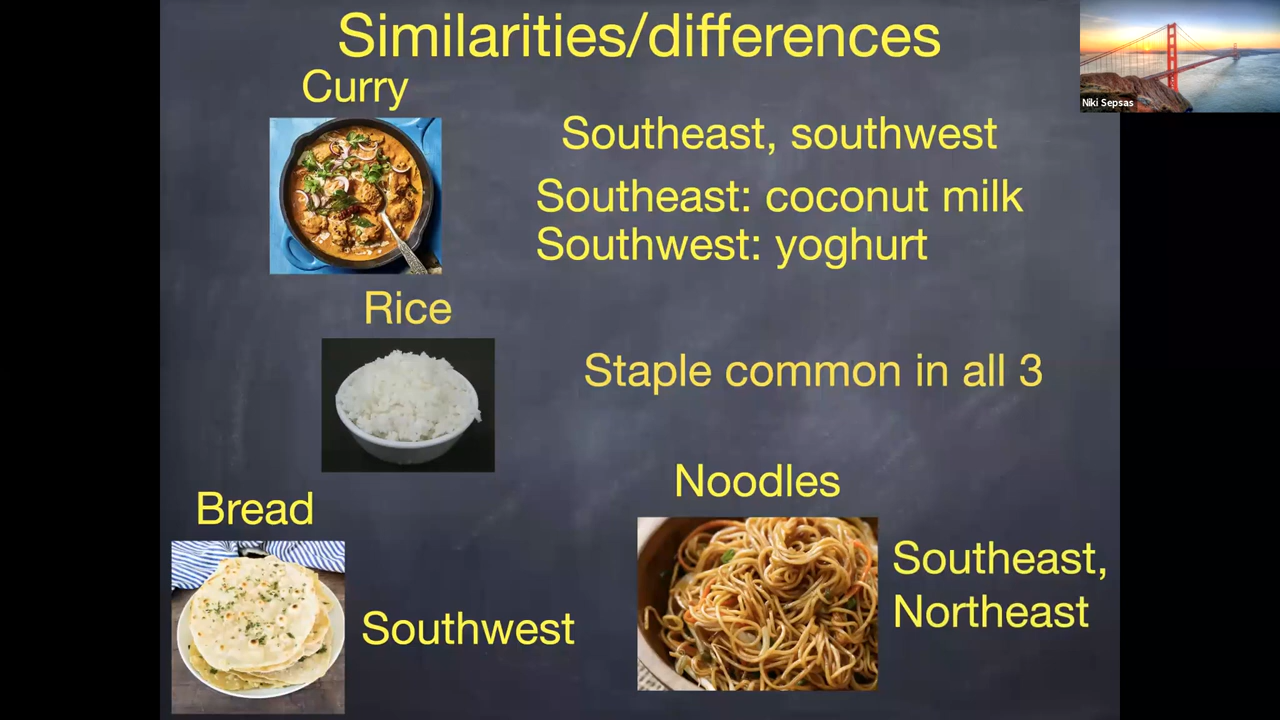 Similarities/differences
Curry
Southeast, southwest
Southeast: coconut milk
Southwest: yoghurt
Rice
Staple common in all 3
Bread
Southwest
Noodles
Southeast,
Northeast
Niki Sepsas